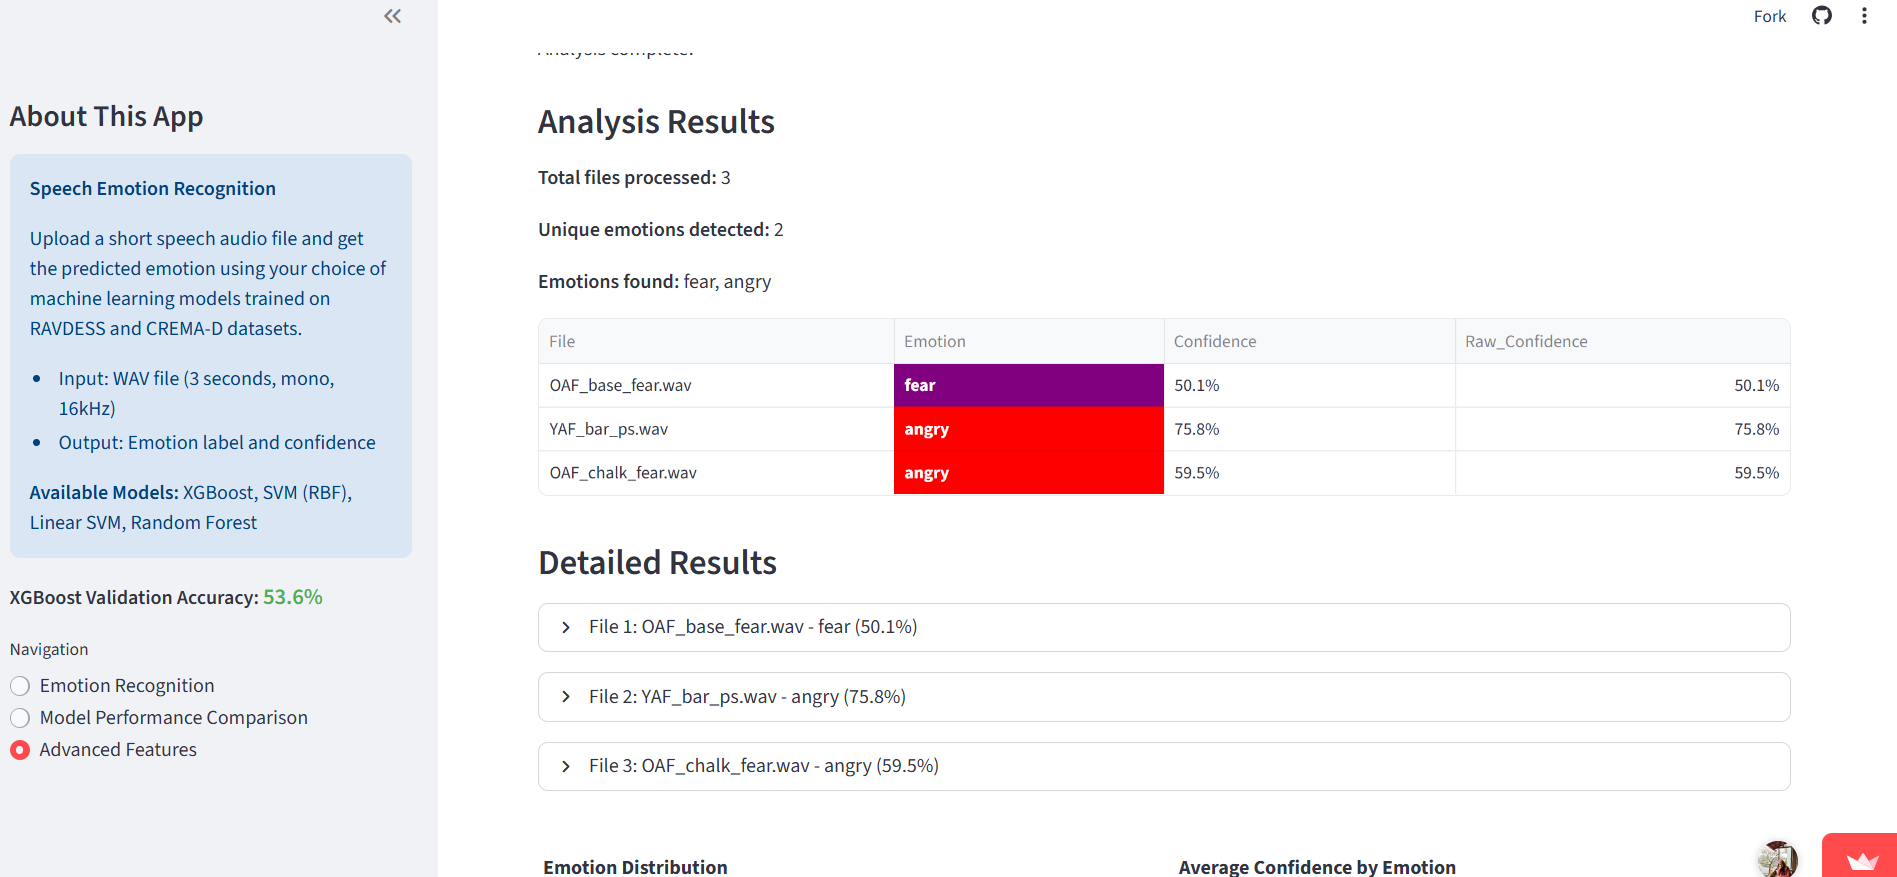 Fork
About This App
Speech Emotion Recognition
Upload a short speech audio file and get
the predicted emotion using your choice of
machine learning models trained on
RAVDESS and CREMA-D datasets.
Input: WAV file (3 seconds, mono,
16kHz)
Output: Emotion label and confidence
Available Models: XGBoost, SVM (RBF),
Linear SVM, Random Forest
XGBoost Validation Accuracy: 53.6%
Navigation
Emotion Recognition
Model Performance Comparison
Advanced Features
Analysis complete.
Analysis Results
Total files processed: 3
Unique emotions detected: 2
Emotions found: fear, angry
File Emotion Confidence Raw_Confidence
OAF_base_fear.wav fear 50.1% 50.1%
YAF_bar_ps.wav angry 75.8% 75.8%
OAF_chalk_fear.wav angry 59.5% 59.5%
Detailed Results
File 1: OAF_base_fear.wav - fear (50.1%)
File 2: YAF_bar_ps.wav - angry (75.8%)
File 3: OAF_chalk_fear.wav - angry (59.5%)
Emotion Distribution
Average Confidence by Emotion